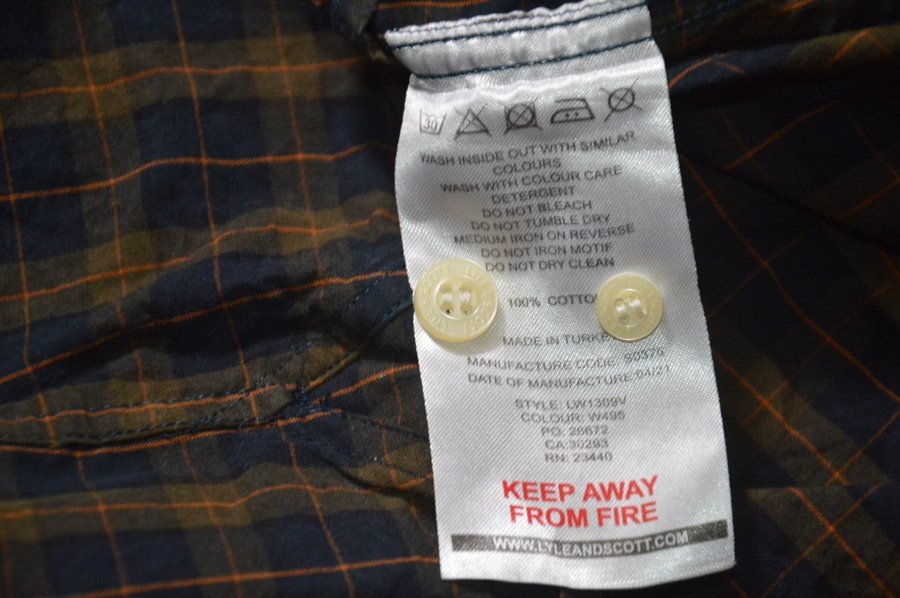 30
WASH INSIDE OUT WITH SIMILAR
COLOURS
WASH WITH COLOUR CARE
DETERGENT
DO NOT BLEACH
DO NOT TUMBLE DRY
MEDIUM IRON ON REVERSE
DO NOT IRON MOTIF
DO NOT DRY CLEAN
100% COTTO
MADE IN TURKE
MANUFACTURE CODE S0375
DATE OF MANUFACTURE 04/21
STYLE: LW1309V
COLOUR: W495
PO: 26672
CA:30293
RN: 23440
KEEP AWAY
FROM FIRE
WWW.LYLEANDSCOTT.COM